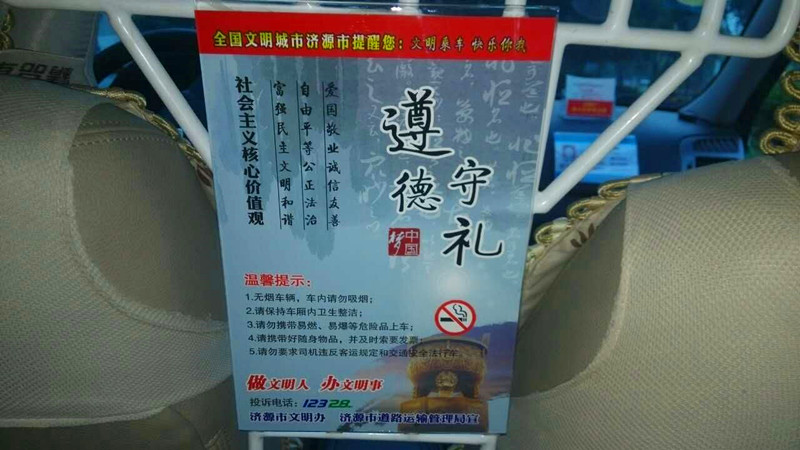 全国文明城市济源市提醒您：文明乘车 快乐你我
社会主义核心价值观
富强民主文明和谐
自由平等公正法治
爱国敬业诚信友善
遵德
守礼
中国梦
温馨提示：
1.无烟车辆，车内请勿吸烟；
2.请保持车厢内卫生整洁；
3.请勿携带易燃、易爆等危险品上车；
4.请携带好随身物品，并及时索要发票；
5.请勿要求司机违反客运规定和交通安全法行车。
做文明人 办文明事
投诉电话：12328
济源市文明办 济源市道路运输管理局宣